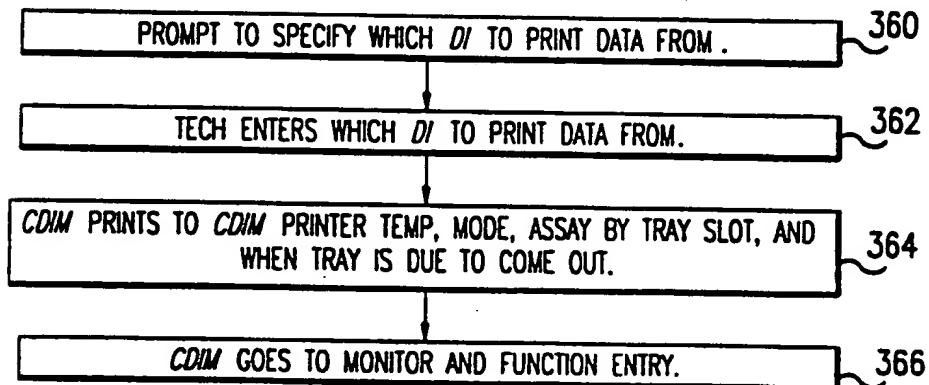 PROMPT TO SPECIFY WHICH DI TO PRINT DATA FROM.
360
TECH ENTERS WHICH DI TO PRINT DATA FROM.
362
CDIM PRINTS TO CDIM PRINTER TEMP, MODE, ASSAY BY TRAY SLOT, AND
WHEN TRAY IS DUE TO COME OUT.
364
CDIM GOES TO MONITOR AND FUNCTION ENTRY.
366